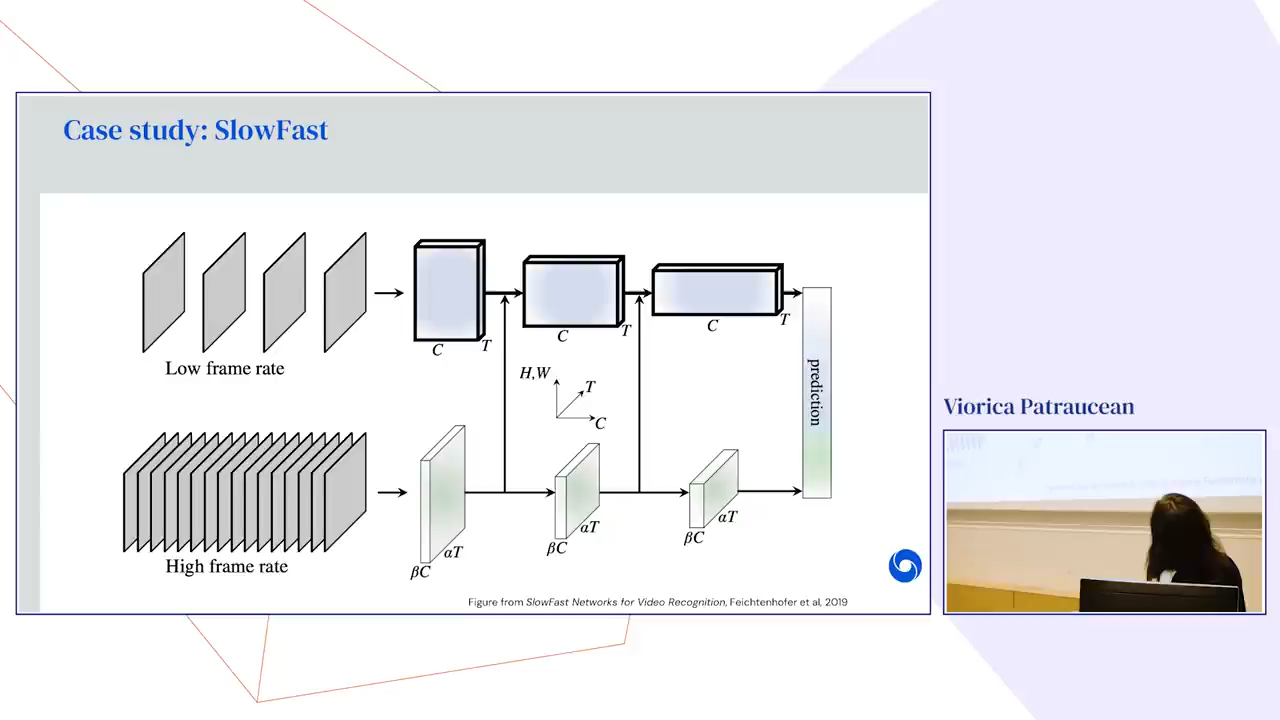 Case study: SlowFast
Low frame rate
C
T
C
T
C
T
prediction
H,W
T
C
High frame rate
βC
αT
βC
αT
βC
αT
Figure from SlowFast Networks for Video Recognition, Feichtenhofer et al, 2019
Viorica Patraucean